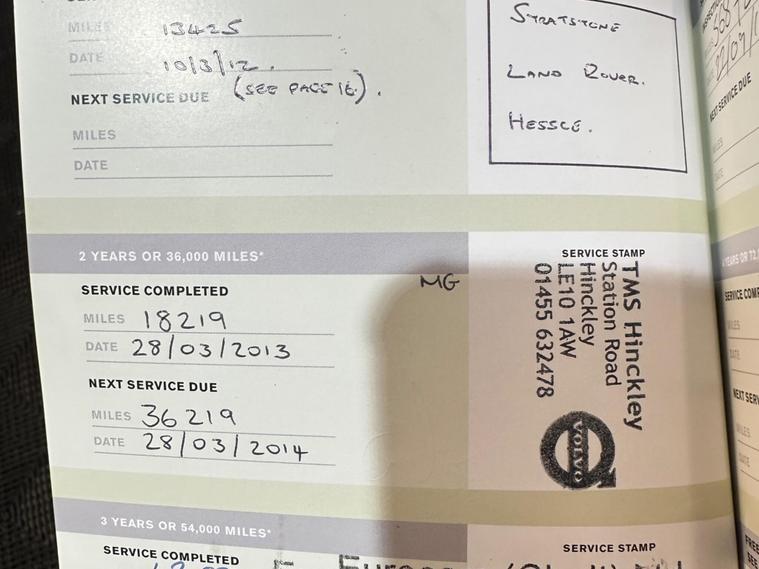 MILES 13425
DATE 10/3/12.
NEXT SERVICE DUE (SEE PAGE 16).
MILES
DATE
STRATSTONE
LAND ROVER.
HESSCE.
2 YEARS OR 36,000 MILES*
SERVICE COMPLETED
MILES 18219
DATE 28/03/2013
NEXT SERVICE DUE
MILES 36219
DATE 28/03/2014
MG
SERVICE STAMP
TMS Hinckley
Station Road
Hinckley
LE10 1AW
01455 632478
VOLVO
3 YEARS OR 54,000 MILES*
SERVICE COMPLETED
SERVICE STAMP